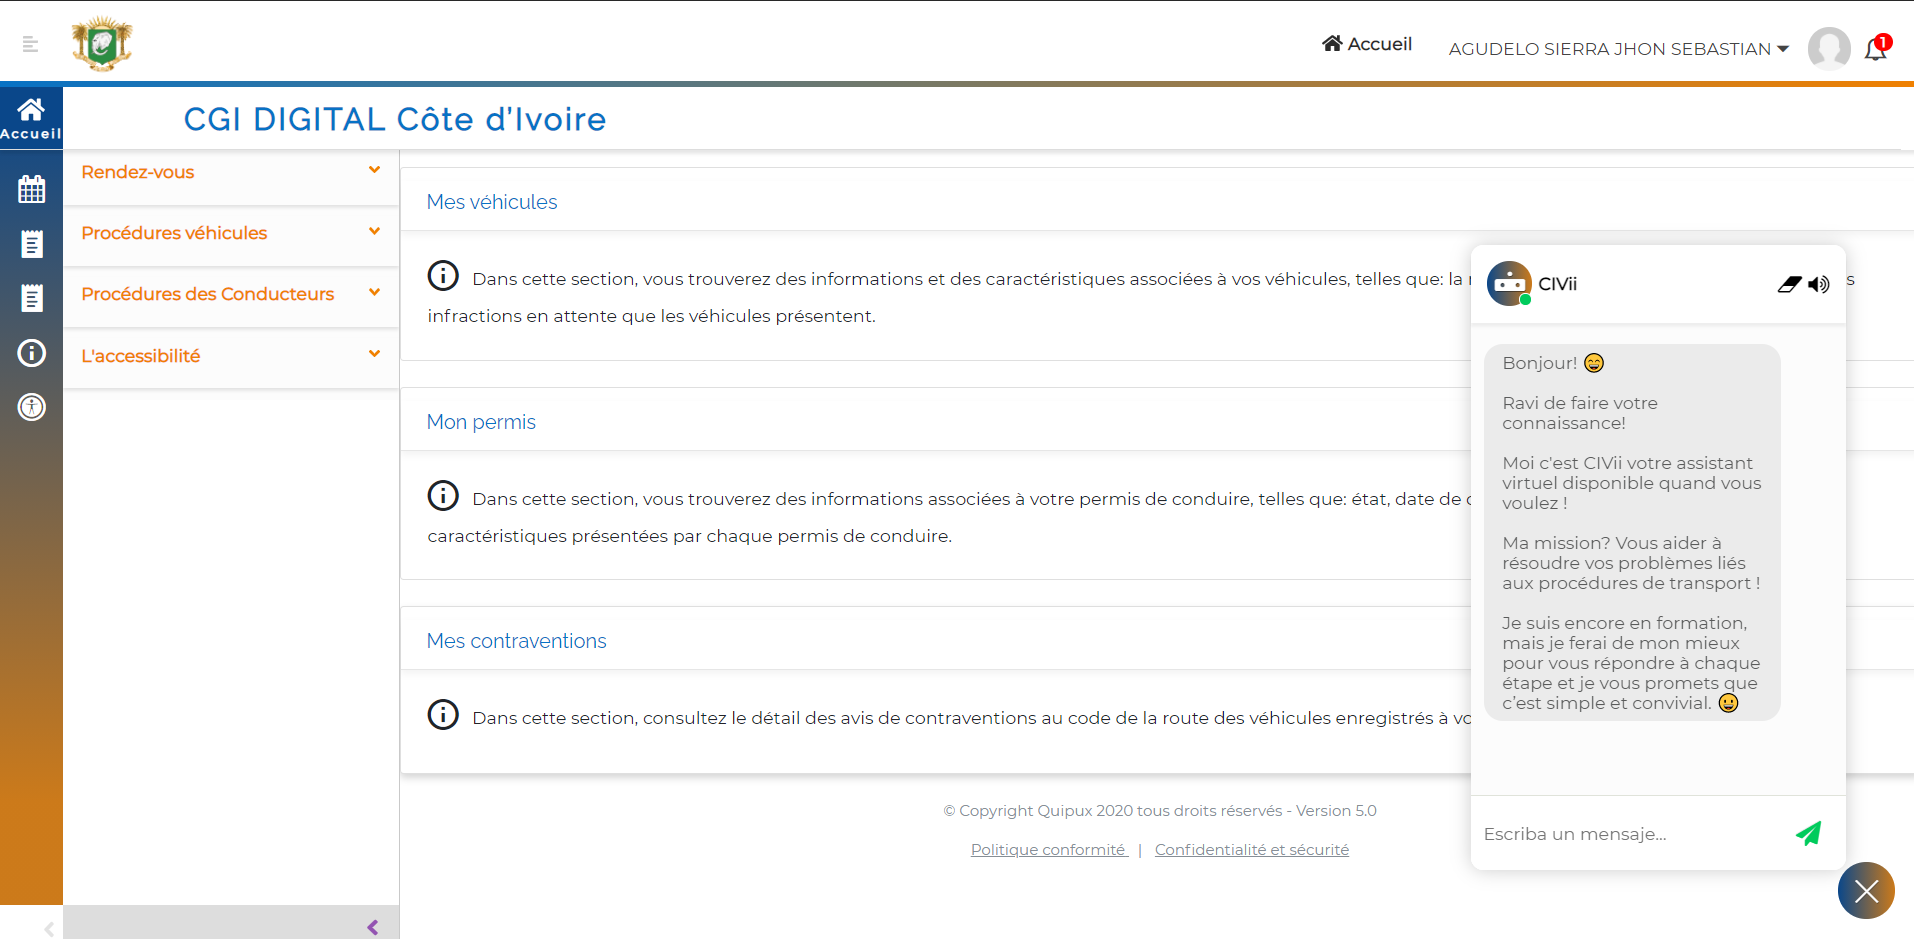 Accueil
AGUDELO SIERRA JHON SEBASTIAN
1
Accueil
CGI DIGITAL Côte d'Ivoire
Rendez-vous
Procédures véhicules
Procédures des Conducteurs
L'accessibilité
Mes véhicules
Dans cette section, vous trouverez des informations et des caractéristiques associées à vos véhicules, telles que: la
infractions en attente que les véhicules présentent.
Mon permis
Dans cette section, vous trouverez des informations associées à votre permis de conduire, telles que: état, date de
caractéristiques présentées par chaque permis de conduire.
Mes contraventions
Dans cette section, consultez le détail des avis de contraventions au code de la route des véhicules enregistrés à
© Copyright Quipux 2020 tous droits réservés - Version 5.0
Politique conformité | Confidentialité et sécurité
CIVii
Bonjour! 😄
Ravi de faire votre
connaissance!
Moi c'est CIVii votre assistant
virtuel disponible quand vous
voulez !
Ma mission? Vous aider à
résoudre vos problèmes liés
aux procédures de transport !
Je suis encore en formation,
mais je ferai de mon mieux
pour vous répondre à chaque
étape et je vous promets que
c'est simple et convivial. 😀
Escriba un mensaje...